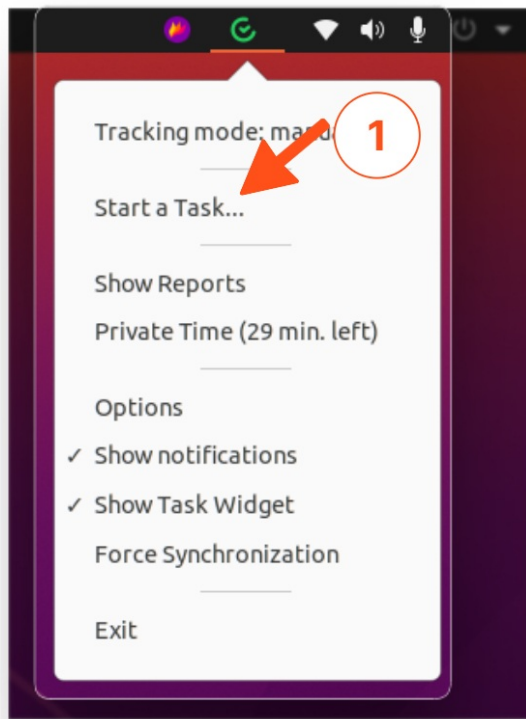 1
Tracking mode: manua
Start a Task...
Show Reports
Private Time (29 min. left)
Options
✓ Show notifications
✓ Show Task Widget
Force Synchronization
Exit